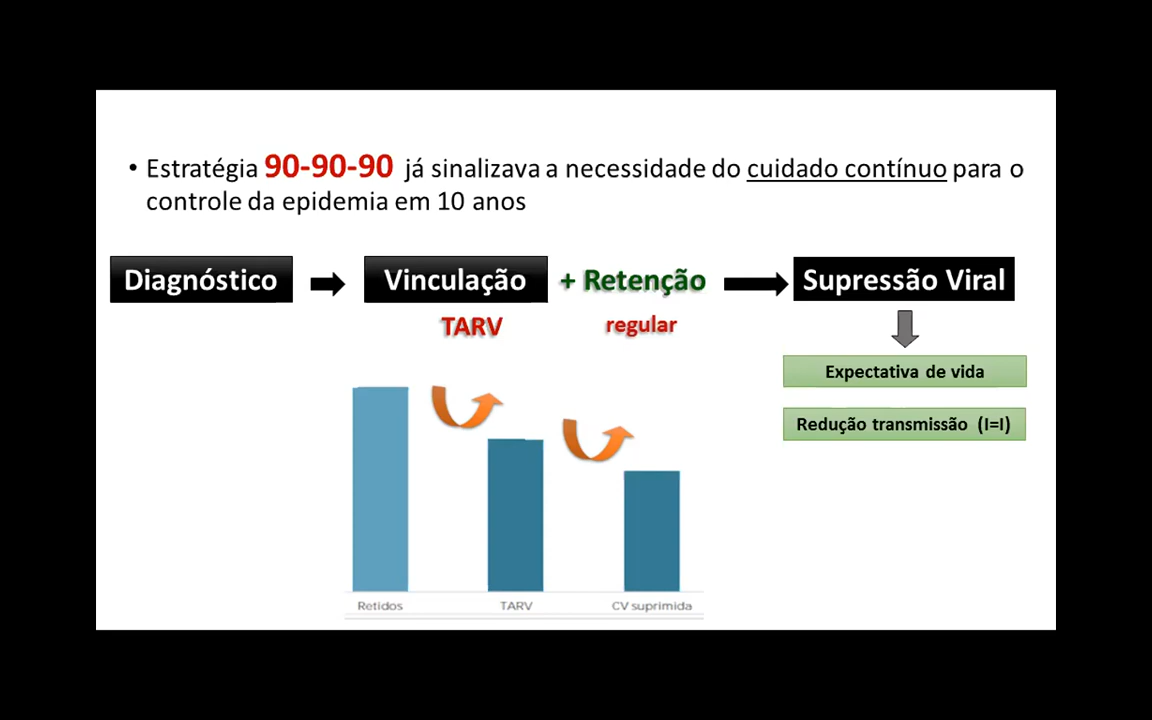 • Estratégia 90-90-90 já sinalizava a necessidade do cuidado contínuo para o
controle da epidemia em 10 anos
Diagnóstico
Vinculação
+ Retenção
Supressão Viral
TARV
regular
Expectativa de vida
Redução transmissão (I=I)
Retidos
TARV
CV suprimida